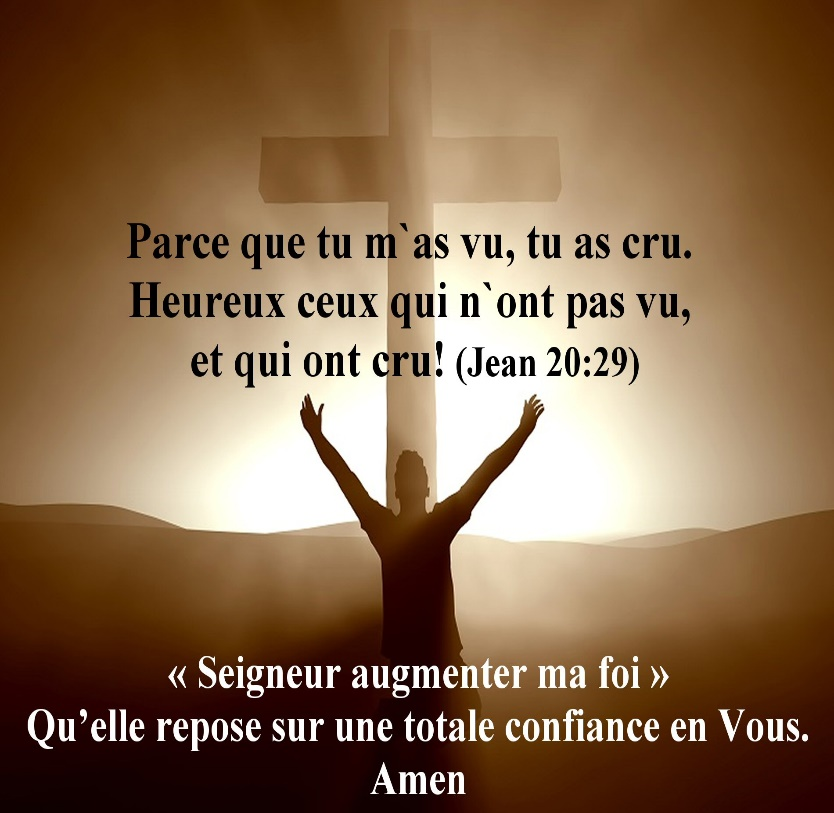 Parce que tu m`as vu, tu as cru.
Heureux ceux qui n`ont pas vu,
et qui ont cru! (Jean 20:29)
« Seigneur augmenter ma foi »
Qu’elle repose sur une totale confiance en Vous.
Amen